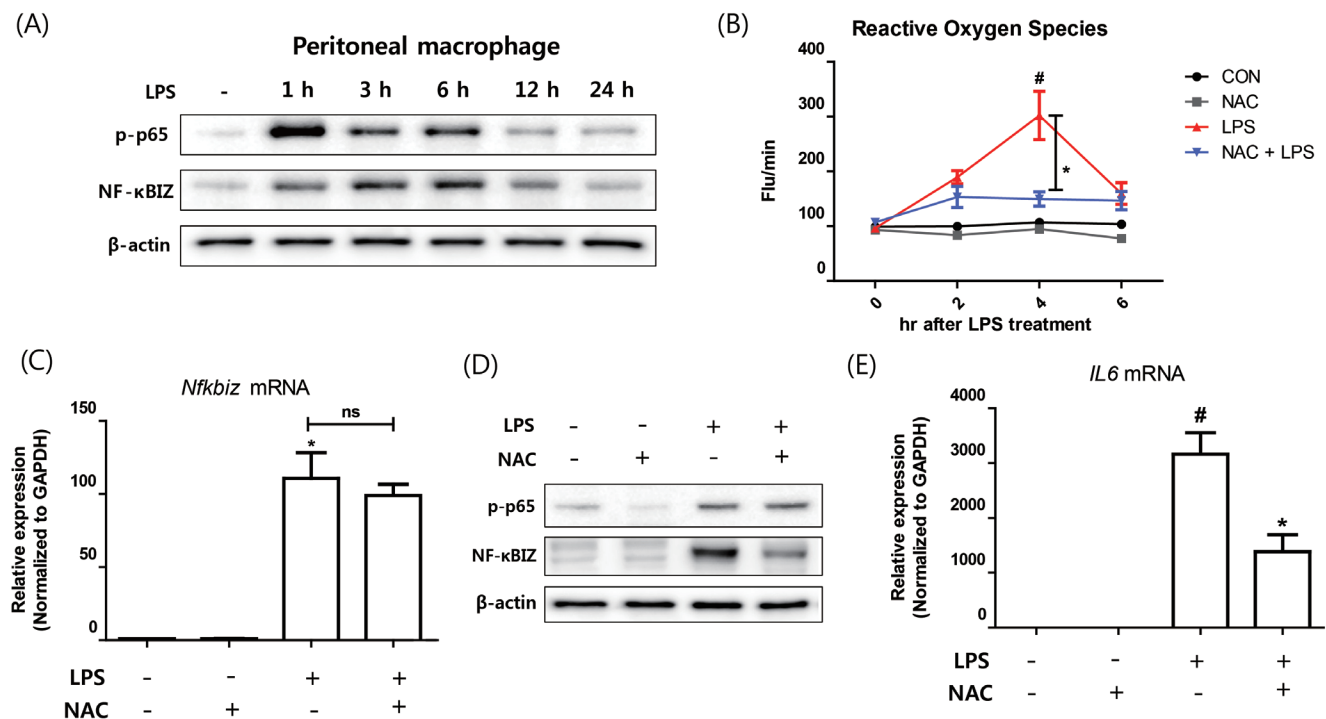 (A)
Peritoneal macrophage
LPS - 1 h 3 h 6 h 12 h 24 h
p-p65
NF-κBIZ
β-actin
(B)
Reactive Oxygen Species
400
300
200
100
0
Flu/min
#
*
0 2 4 6
hr after LPS treatment
CON
NAC
LPS
NAC + LPS
(C)
Nfkbiz mRNA
Relative expression
(Normalized to GAPDH)
150
100
50
0
ns
*
LPS - - + +
NAC - + - +
(D)
LPS - - + +
NAC - + - +
p-p65
NF-κBIZ
β-actin
(E)
IL6 mRNA
Relative expression
(Normalized to GAPDH)
4000
3000
2000
1000
0
#
*
LPS - - + +
NAC - + - +